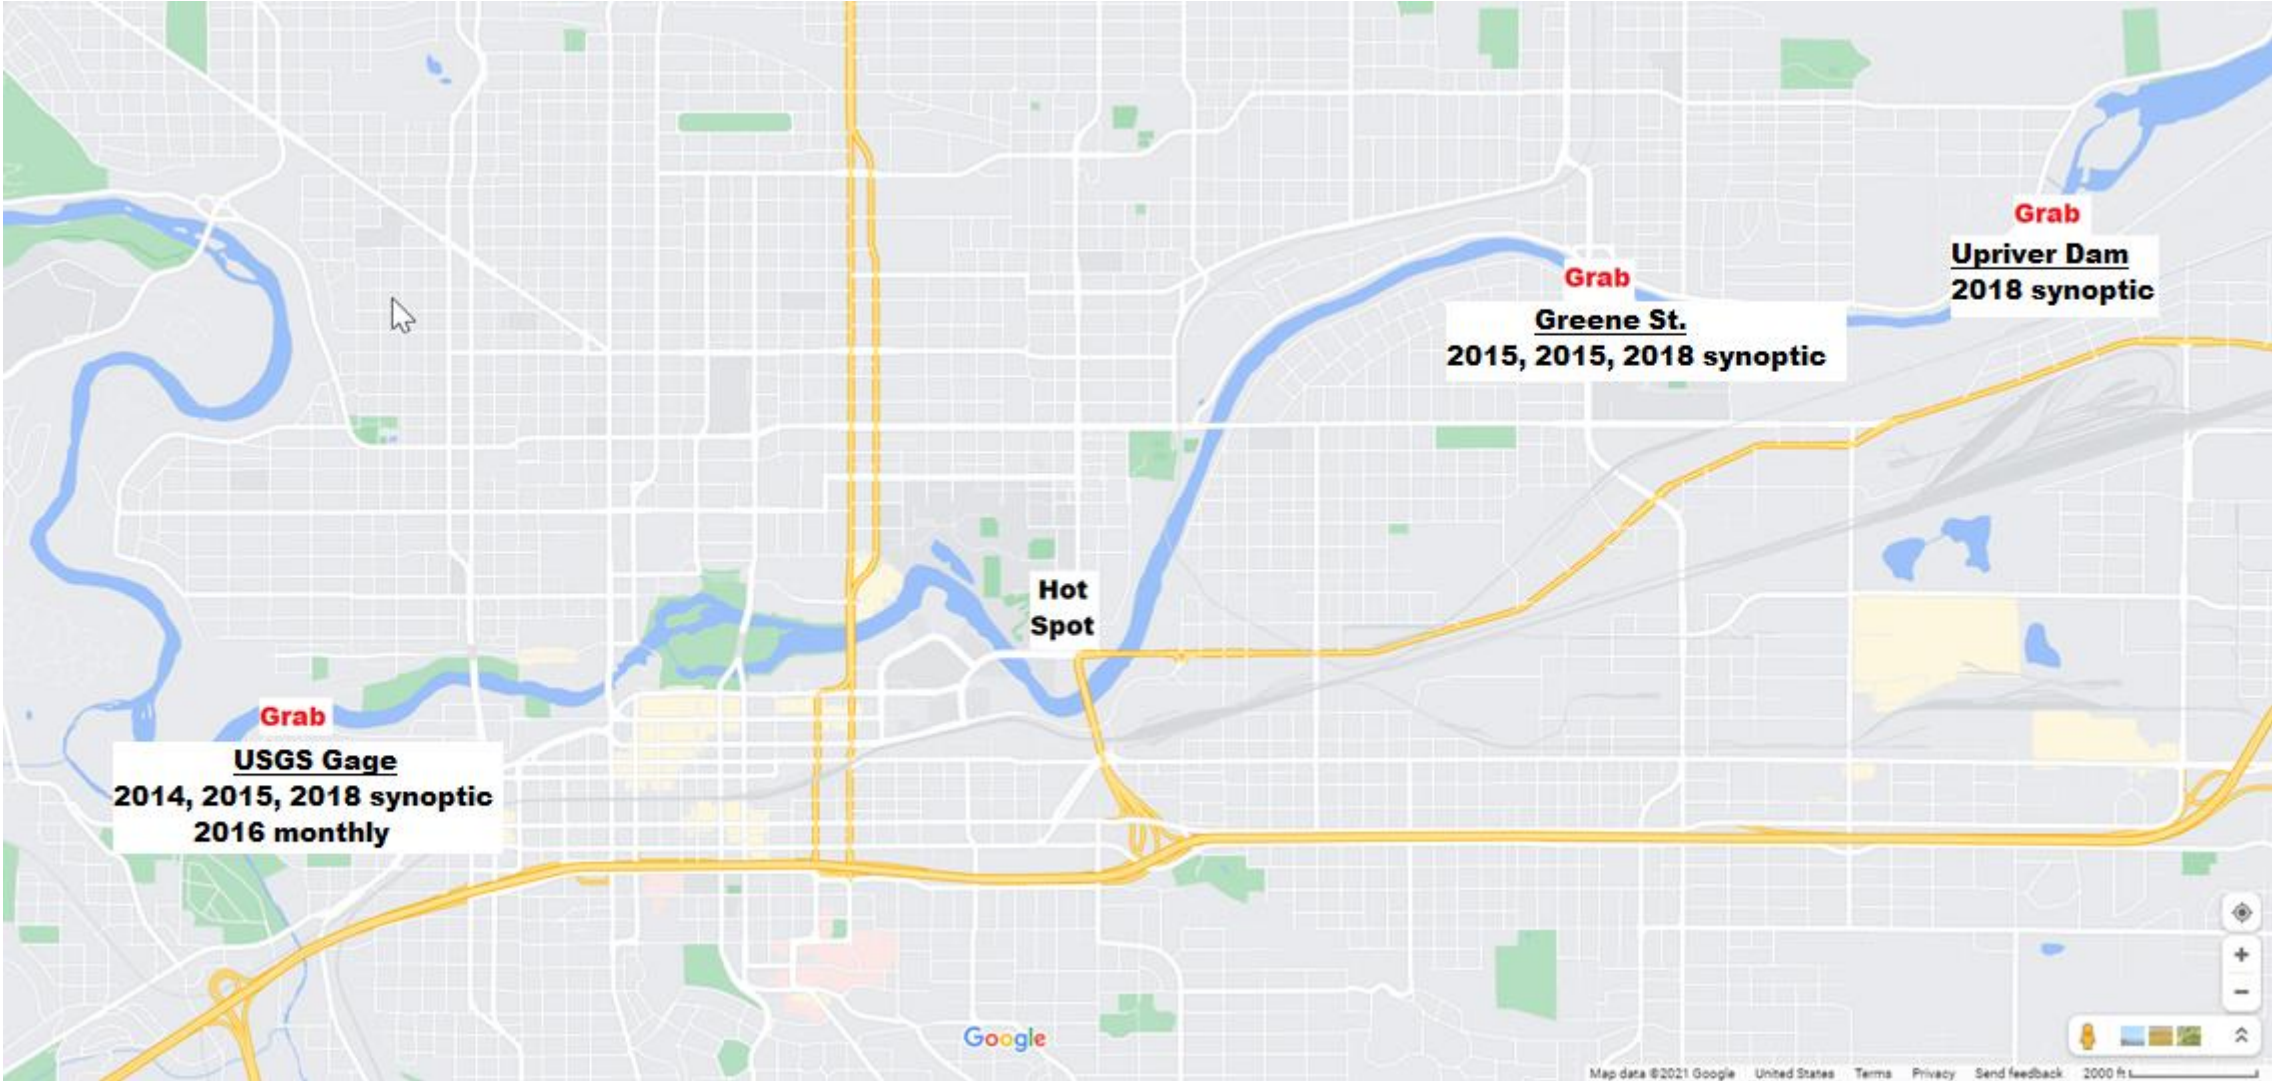 Grab
Upriver Dam
2018 synoptic
Grab
Greene St.
2015, 2015, 2018 synoptic
Hot
Spot
Grab
USGS Gage
2014, 2015, 2018 synoptic
2016 monthly
Google
Map data ©2021 Google United States Terms Privacy Send feedback 2000 ft